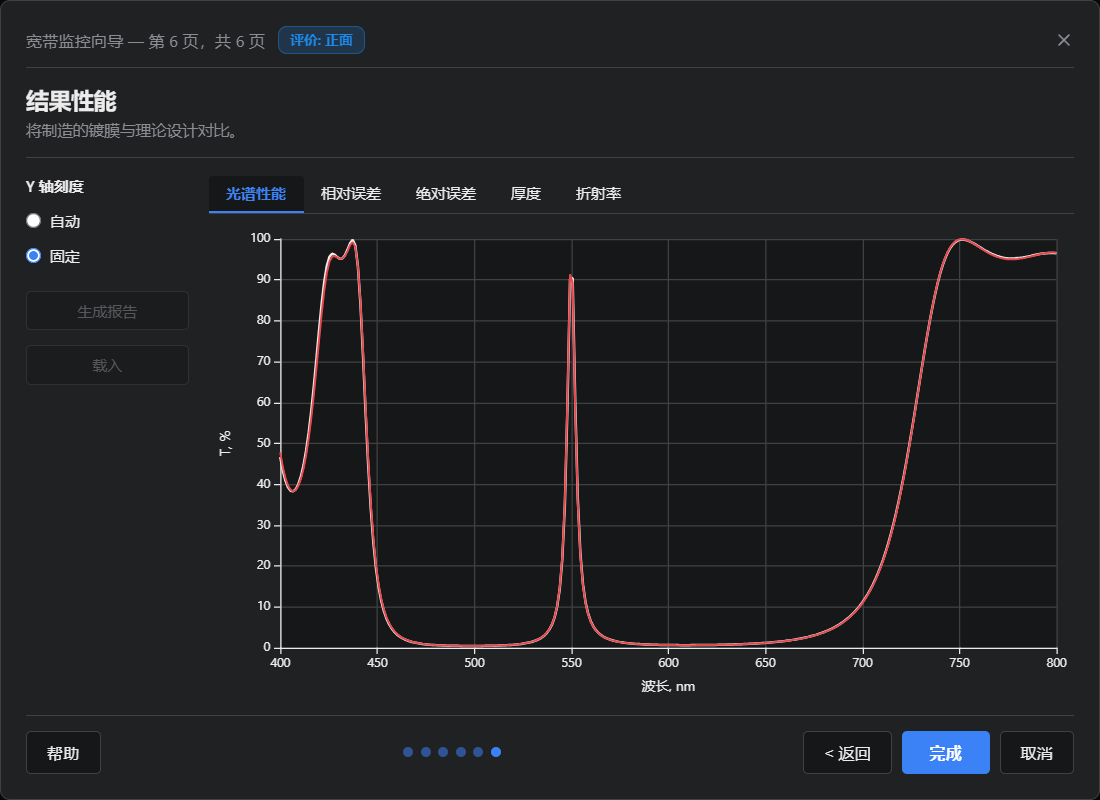 宽带监控向导 — 第 6 页，共 6 页 评价: 正面
结果性能
将制造的镀膜与理论设计对比。
Y 轴刻度
自动
固定
生成报告
载入
光谱性能 相对误差 绝对误差 厚度 折射率
100
90
80
70
60
50
40
30
20
10
0
T, %
400 450 500 550 600 650 700 750 800
波长, nm
帮助
< 返回 完成 取消